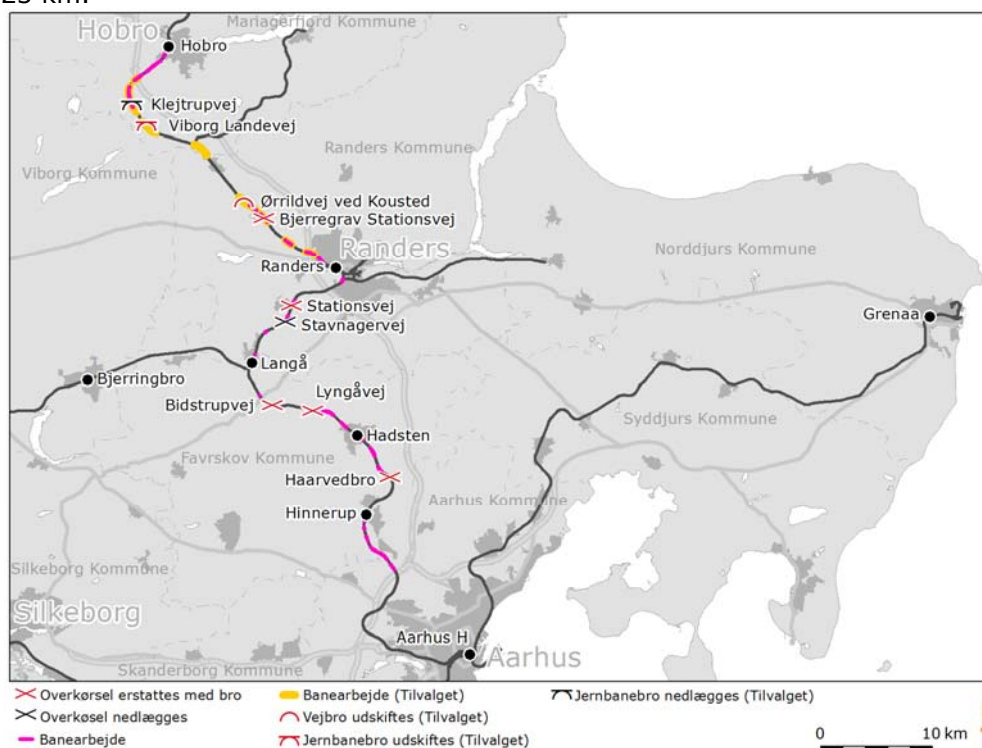 25 km.
Hobro
Mariagerfjord Kommune
Hobro
Klejtrupvej
Viborg Landevej
Randers Kommune
Viborg Kommune
Ørrildvej ved Kousted
Bjerregrav Stationsvej
Randers
Norddjurs Kommune
Randers
Stationsvej
Grenaa
Stavnagervej
Langå
Bjerringbro
Lyngåvej
Bidstrupvej
Syddjurs Kommune
Hadsten
Favrskov Kommune
Haarvedbro
Aarhus Kommune
Hinnerup
Silkeborg Kommune
Silkeborg
Aarhus H
Aarhus
Skanderborg Kommune
Overkørsel erstattes med bro
Banearbejde (Tilvalget)
Jernbanebro nedlægges (Tilvalget)
Overkøsel nedlægges
Vejbro udskiftes (Tilvalget)
Banearbejde
Jernbanebro udskiftes (Tilvalget)
0 10 km